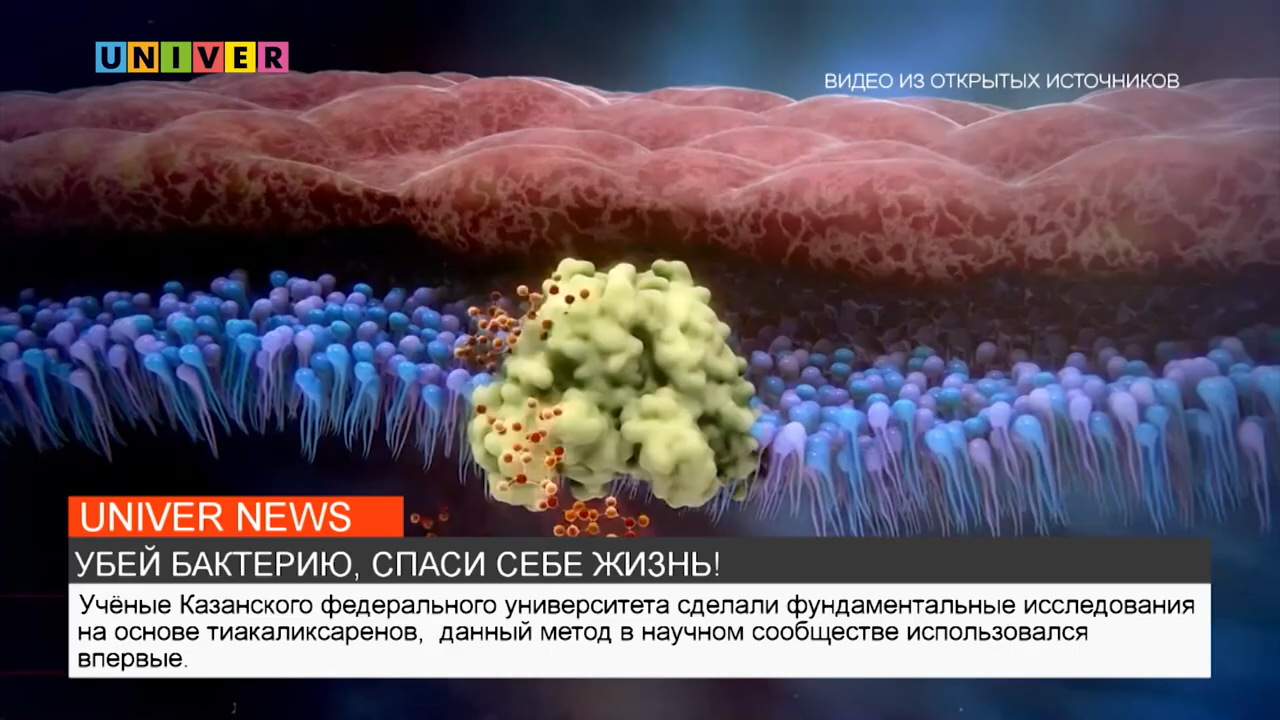 UNIVER
ВИДЕО ИЗ ОТКРЫТЫХ ИСТОЧНИКОВ
UNIVER NEWS
УБЕЙ БАКТЕРИЮ, СПАСИ СЕБЕ ЖИЗНЬ!
Учёные Казанского федерального университета сделали фундаментальные исследования
на основе тиакаликсаренов, данный метод в научном сообществе использовался
впервые.